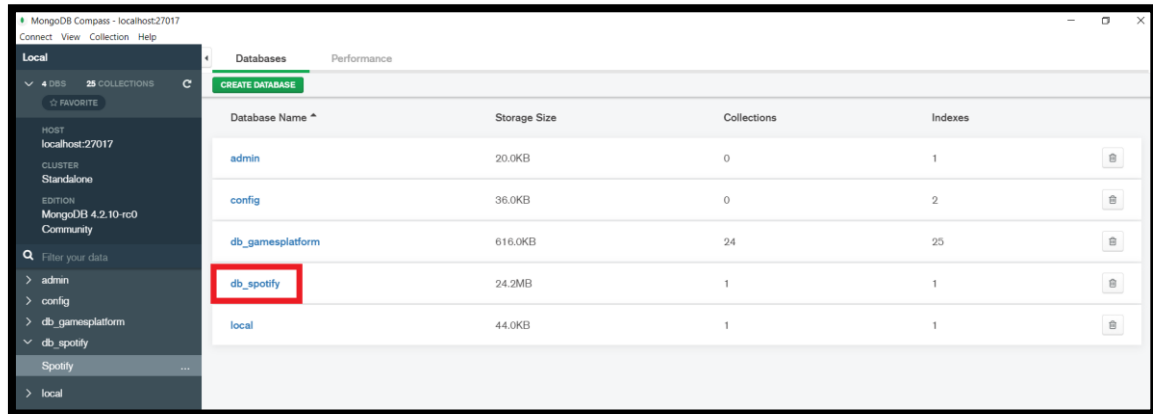 MongoDB Compass - localhost:27017
Connect View Collection Help
Local
4 DBS 25 COLLECTIONS
FAVORITE
HOST
localhost:27017
CLUSTER
Standalone
EDITION
MongoDB 4.2.10-rc0
Community
Filter your data
admin
config
db_gamesplatform
db_spotify
Spotify
...
local
Databases Performance
CREATE DATABASE
Database Name Storage Size Collections Indexes
admin 20.0KB 0 1
config 36.0KB 0 2
db_gamesplatform 616.0KB 24 25
db_spotify 24.2MB 1 1
local 44.0KB 1 1